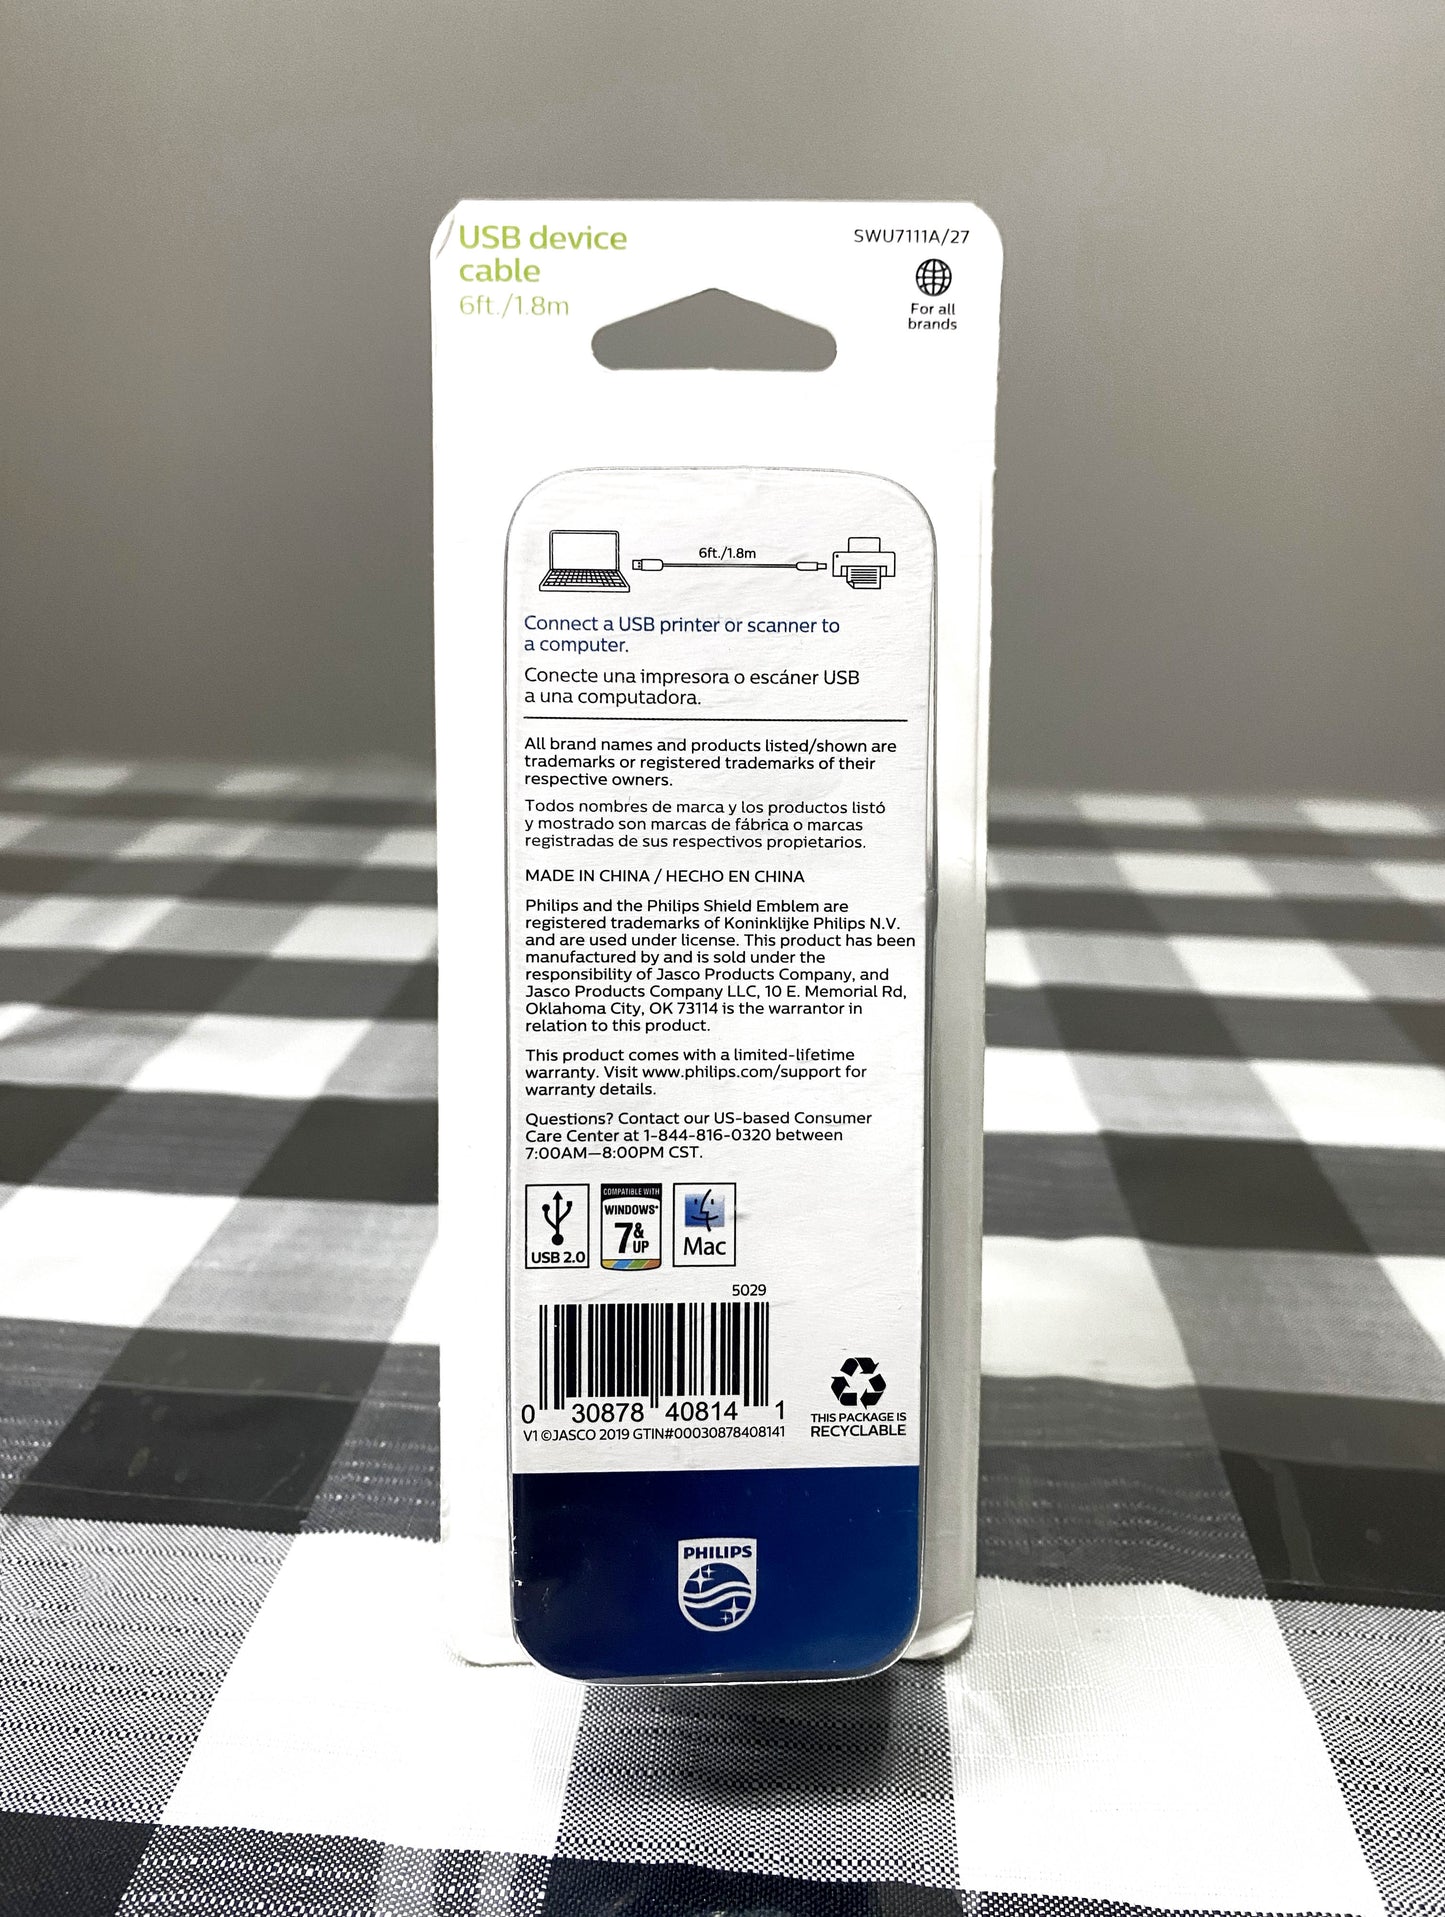 USB device
cable
6ft./1.8m
SWU7111A/27
For all
brands
6ft./1.8m
Connect a USB printer or scanner to
a computer.
Conecte una impresora o escáner USB
a una computadora.
All brand names and products listed/shown are
trademarks or registered trademarks of their
respective owners.
Todos nombres de marca y los productos listó
y mostrado son marcas de fábrica o marcas
registradas de sus respectivos propietarios.
MADE IN CHINA / HECHO EN CHINA
Philips and the Philips Shield Emblem are
registered trademarks of Koninklijke Philips N.V.
and are used under license. This product has been
manufactured by and is sold under the
responsibility of Jasco Products Company, and
Jasco Products Company LLC, 10 E. Memorial Rd,
Oklahoma City, OK 73114 is the warrantor in
relation to this product.
This product comes with a limited-lifetime
warranty. Visit www.philips.com/support for
warranty details.
Questions? Contact our US-based Consumer
Care Center at 1-844-816-0320 between
7:00AM—8:00PM CST.
USB 2.0
COMPATIBLE WITH
WINDOWS*
7 & UP
Mac
5029
0 30878 40814 1
V1 ©JASCO 2019 GTIN#00030878408141
THIS PACKAGE IS
RECYCLABLE
PHILIPS